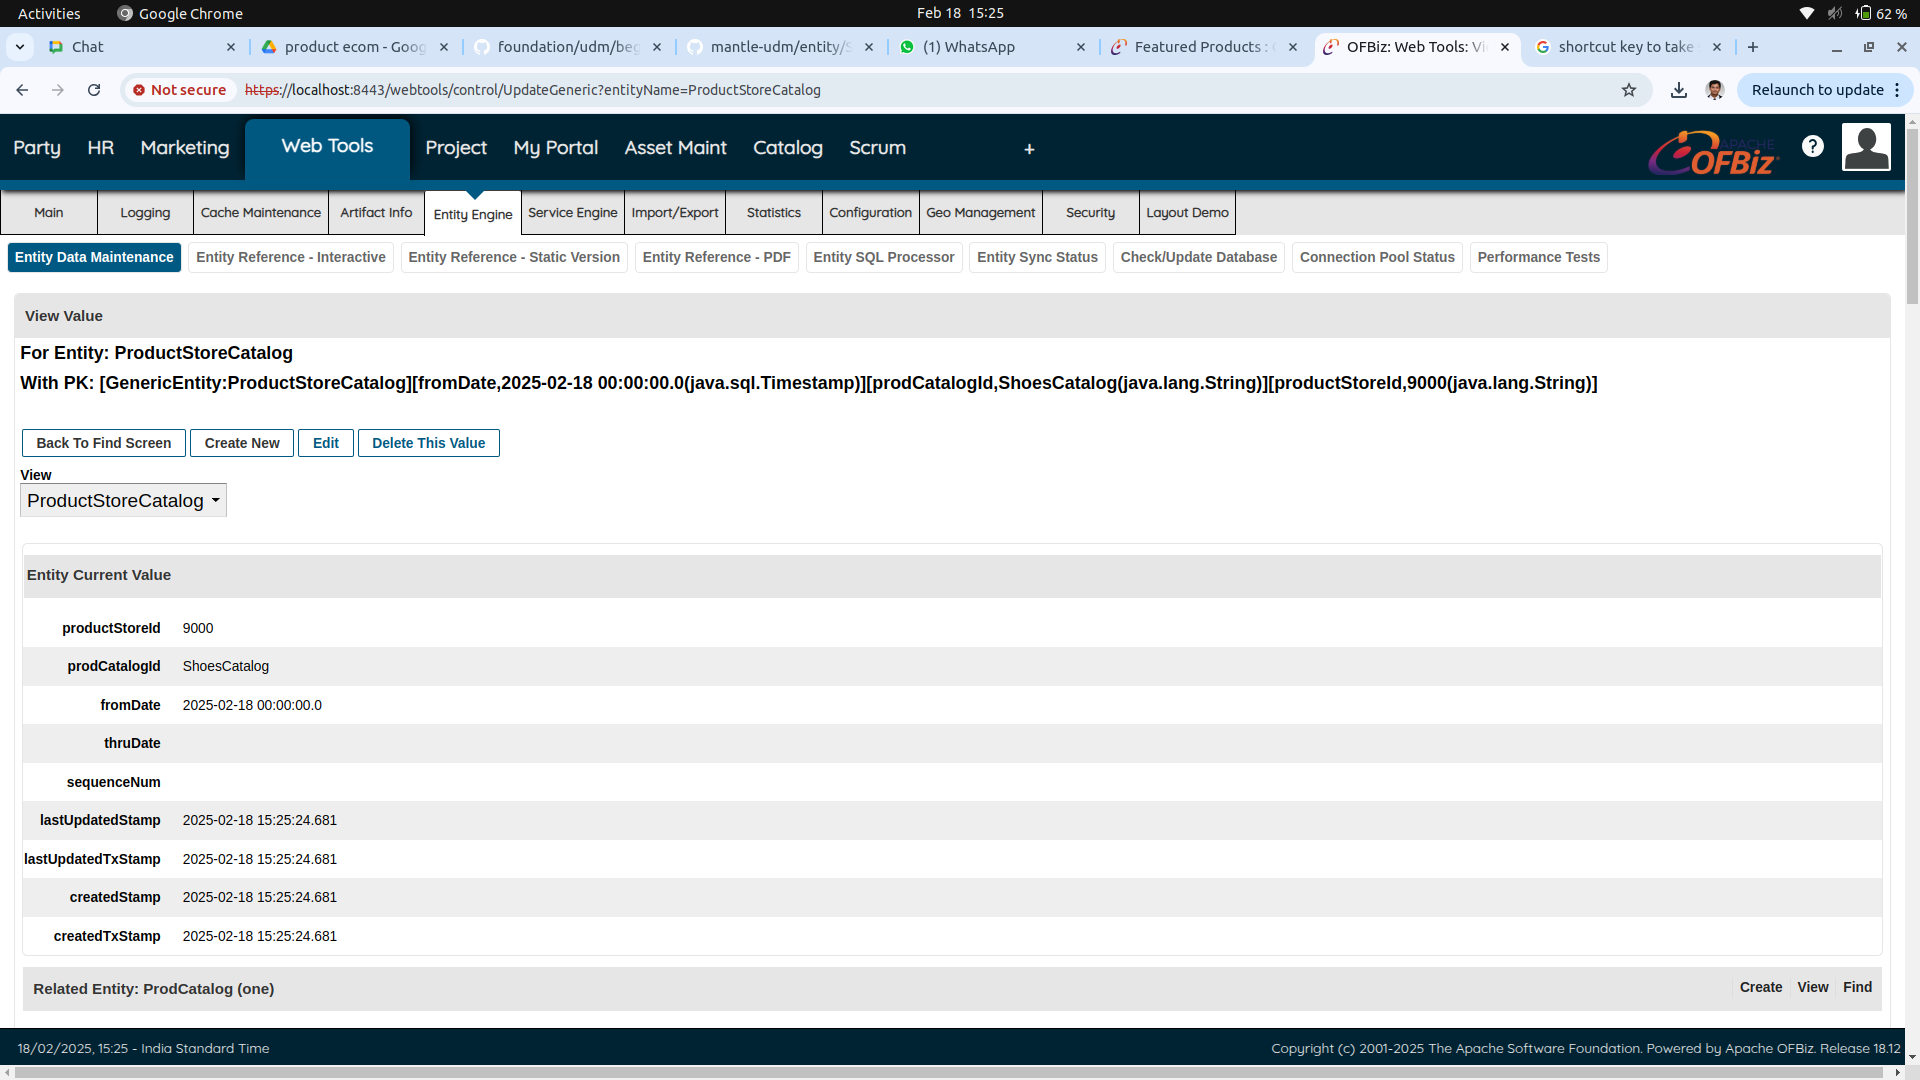 Activities Google Chrome Feb 18 15:25 62 %
Chat product ecom - Goog foundation/udm/beg mantle-udm/entity/S (1) WhatsApp Featured Products : OFBiz: Web Tools: Vi shortcut key to take
Not secure https://localhost:8443/webtools/control/UpdateGeneric?entityName=ProductStoreCatalog Relaunch to update
Party HR Marketing Web Tools Project My Portal Asset Maint Catalog Scrum + APACHE OFBiz ?
Main Logging Cache Maintenance Artifact Info Entity Engine Service Engine Import/Export Statistics Configuration Geo Management Security Layout Demo
Entity Data Maintenance Entity Reference - Interactive Entity Reference - Static Version Entity Reference - PDF Entity SQL Processor Entity Sync Status Check/Update Database Connection Pool Status Performance Tests
View Value
For Entity: ProductStoreCatalog
With PK: [GenericEntity:ProductStoreCatalog][fromDate,2025-02-18 00:00:00.0(java.sql.Timestamp)][prodCatalogId,ShoesCatalog(java.lang.String)][productStoreId,9000(java.lang.String)]
Back To Find Screen Create New Edit Delete This Value
View
ProductStoreCatalog
Entity Current Value
productStoreId 9000
prodCatalogId ShoesCatalog
fromDate 2025-02-18 00:00:00.0
thruDate
sequenceNum
lastUpdatedStamp 2025-02-18 15:25:24.681
lastUpdatedTxStamp 2025-02-18 15:25:24.681
createdStamp 2025-02-18 15:25:24.681
createdTxStamp 2025-02-18 15:25:24.681
Related Entity: ProdCatalog (one) Create View Find
18/02/2025, 15:25 - India Standard Time Copyright (c) 2001-2025 The Apache Software Foundation. Powered by Apache OFBiz. Release 18.12